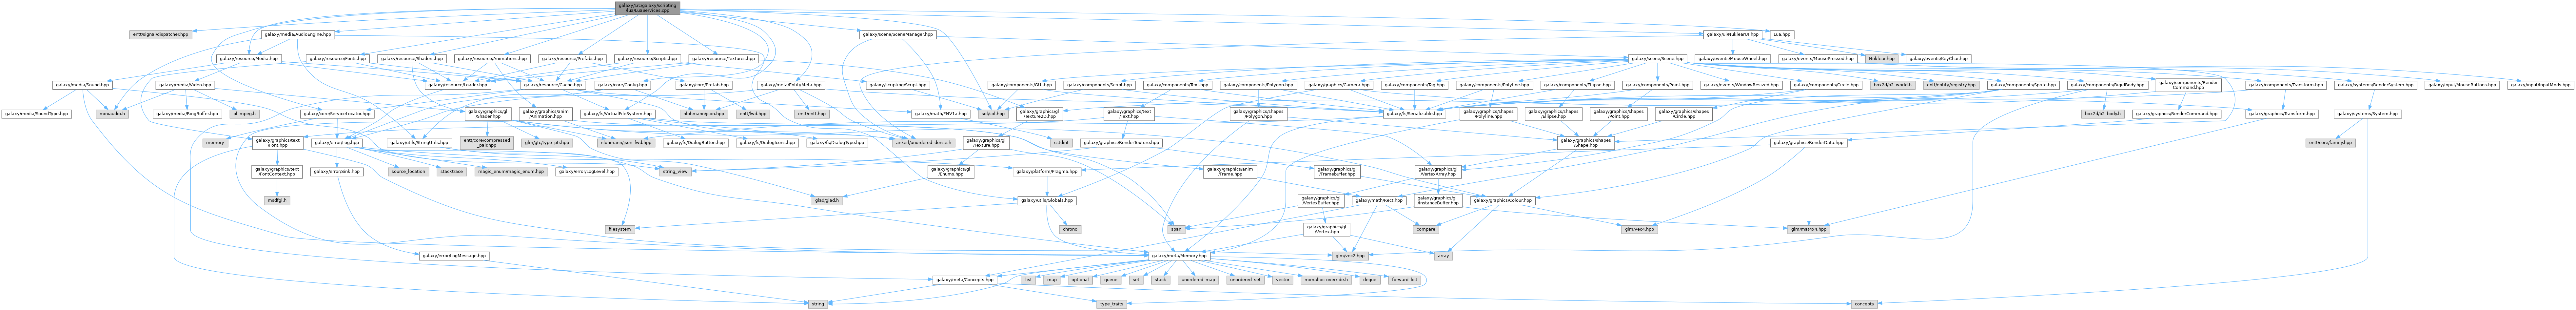 galaxy/src/galaxy/scripting
/lua/LuaServices.cpp
entt/signal/dispatcher.hpp
galaxy/media/AudioEngine.hpp
galaxy/scene/SceneManager.hpp
galaxy/ui/NuklearUI.hpp
Lua.hpp
galaxy/resource/Media.hpp
galaxy/resource/Fonts.hpp
galaxy/resource/Shaders.hpp
galaxy/resource/Animations.hpp
galaxy/resource/Prefabs.hpp
galaxy/resource/Scripts.hpp
galaxy/resource/Textures.hpp
galaxy/scene/Scene.hpp
galaxy/events/MouseWheel.hpp
galaxy/events/MousePressed.hpp
Nuklear.hpp
galaxy/events/KeyChar.hpp
galaxy/media/Sound.hpp
galaxy/media/Video.hpp
galaxy/resource/Loader.hpp
galaxy/resource/Cache.hpp
galaxy/core/Config.hpp
galaxy/core/Prefab.hpp
galaxy/meta/EntityMeta.hpp
galaxy/scripting/Script.hpp
galaxy/components/GUI.hpp
galaxy/components/Script.hpp
galaxy/components/Text.hpp
galaxy/components/Polygon.hpp
galaxy/graphics/Camera.hpp
galaxy/components/Tag.hpp
galaxy/components/Polyline.hpp
galaxy/components/Ellipse.hpp
galaxy/components/Point.hpp
galaxy/events/WindowResized.hpp
galaxy/components/Circle.hpp
box2d/b2_world.h
entt/entity/registry.hpp
galaxy/components/Sprite.hpp
galaxy/components/RigidBody.hpp
galaxy/components/Render
Command.hpp
galaxy/components/Transform.hpp
galaxy/systems/RenderSystem.hpp
galaxy/input/MouseButtons.hpp
galaxy/input/InputMods.hpp
galaxy/media/SoundType.hpp
miniaudio.h
galaxy/media/RingBuffer.hpp
pl_mpeg.h
galaxy/core/ServiceLocator.hpp
galaxy/graphics/gl
/Shader.hpp
galaxy/graphics/anim
/Animation.hpp
galaxy/fs/VirtualFileSystem.hpp
nlohmann/json.hpp
entt/fwd.hpp
entt/entt.hpp
galaxy/math/FNV1a.hpp
sol/sol.hpp
galaxy/graphics/gl
/Texture2D.hpp
galaxy/graphics/text
/Text.hpp
galaxy/graphics/shapes
/Polygon.hpp
galaxy/fs/Serializable.hpp
galaxy/graphics/shapes
/Polyline.hpp
galaxy/graphics/shapes
/Ellipse.hpp
galaxy/graphics/shapes
/Point.hpp
galaxy/graphics/shapes
/Circle.hpp
box2d/b2_body.h
galaxy/graphics/RenderCommand.hpp
galaxy/graphics/Transform.hpp
galaxy/systems/System.hpp
memory
galaxy/graphics/text
/Font.hpp
galaxy/error/Log.hpp
galaxy/utils/StringUtils.hpp
entt/core/compressed
_pair.hpp
glm/gtc/type_ptr.hpp
nlohmann/json_fwd.hpp
galaxy/fs/DialogButton.hpp
galaxy/fs/DialogIcons.hpp
galaxy/fs/DialogType.hpp
ankerl/unordered_dense.h
galaxy/graphics/gl
/Texture.hpp
cstdint
galaxy/graphics/RenderTexture.hpp
galaxy/graphics/shapes
/Shape.hpp
galaxy/graphics/RenderData.hpp
entt/core/family.hpp
galaxy/graphics/text
/FontContext.hpp
galaxy/error/Sink.hpp
source_location
stacktrace
magic_enum/magic_enum.hpp
galaxy/error/LogLevel.hpp
string_view
galaxy/graphics/gl
/Enums.hpp
galaxy/platform/Pragma.hpp
galaxy/graphics/anim
/Frame.hpp
galaxy/graphics/gl
/Framebuffer.hpp
galaxy/graphics/gl
/VertexArray.hpp
msdfgl.h
glad/glad.h
galaxy/utils/Globals.hpp
galaxy/graphics/gl
/VertexBuffer.hpp
galaxy/math/Rect.hpp
galaxy/graphics/gl
/InstanceBuffer.hpp
galaxy/graphics/Colour.hpp
filesystem
chrono
span
galaxy/graphics/gl
/Vertex.hpp
compare
glm/vec4.hpp
glm/mat4x4.hpp
galaxy/error/LogMessage.hpp
galaxy/meta/Memory.hpp
glm/vec2.hpp
array
galaxy/meta/Concepts.hpp
list
map
optional
queue
set
stack
unordered_map
unordered_set
vector
mimalloc-override.h
deque
forward_list
string
type_traits
concepts